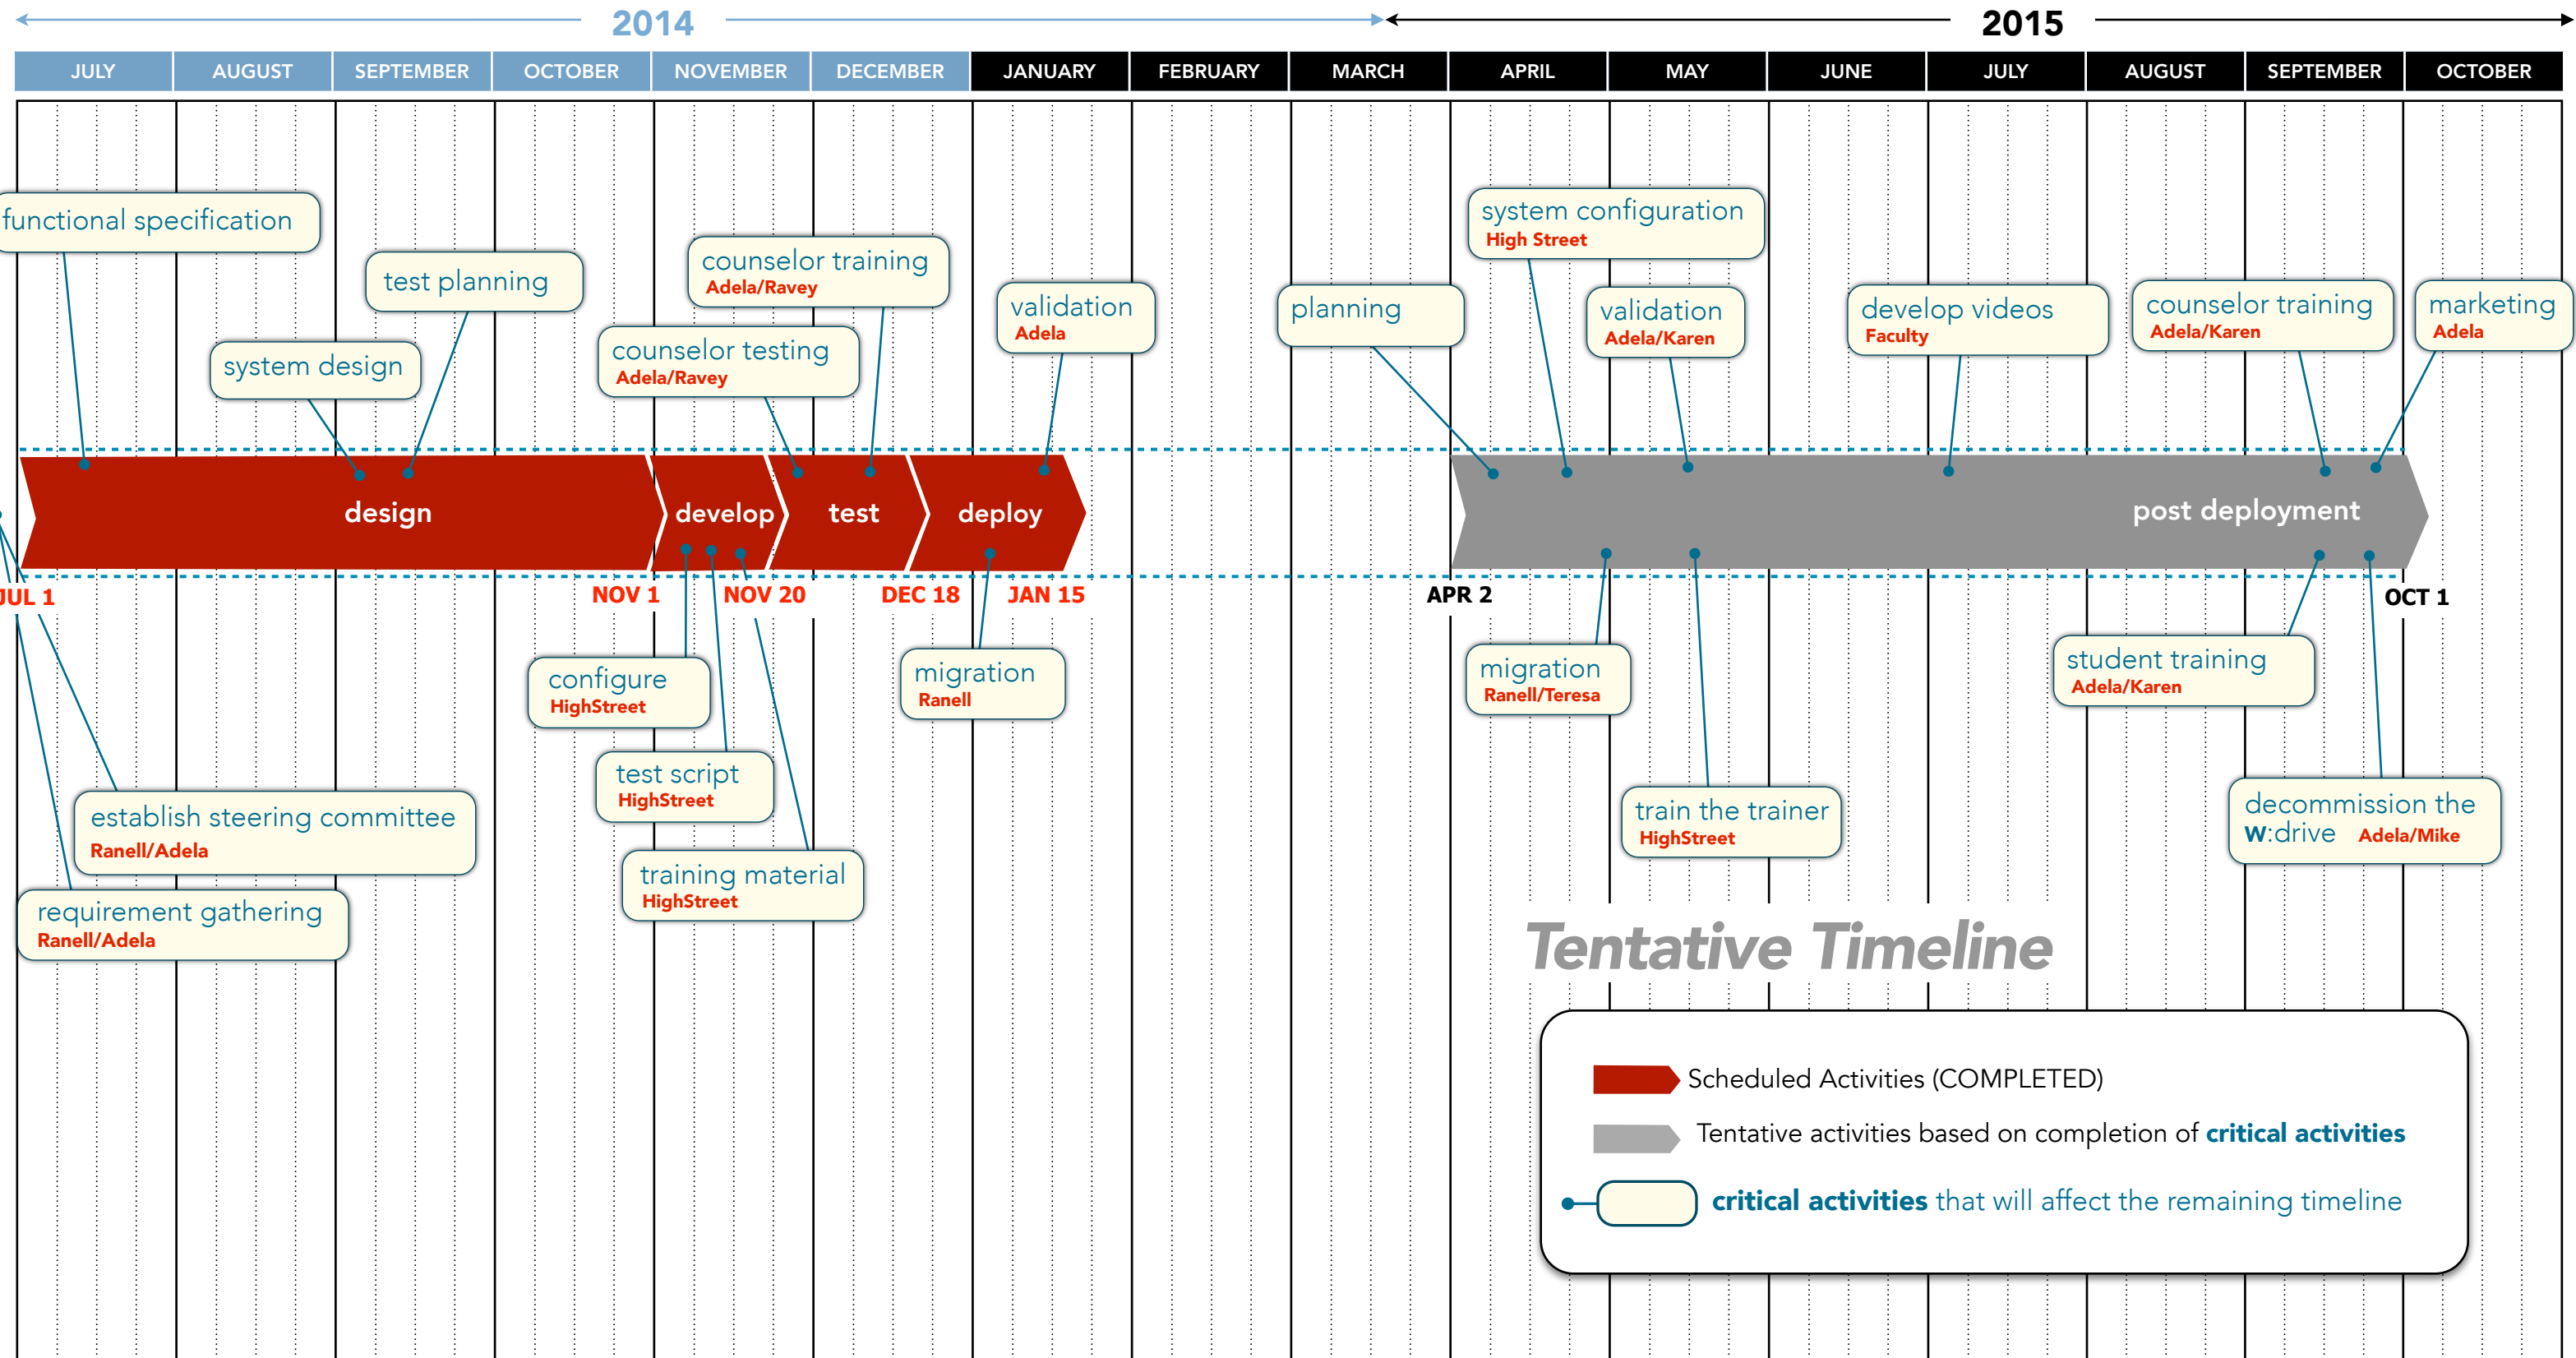 2014
2015
JULY AUGUST SEPTEMBER OCTOBER NOVEMBER DECEMBER JANUARY FEBRUARY MARCH APRIL MAY JUNE JULY AUGUST SEPTEMBER OCTOBER
functional specification
system design
test planning
counselor testing
Adela/Ravey
counselor training
Adela/Ravey
validation
Adela
planning
system configuration
High Street
validation
Adela/Karen
develop videos
Faculty
counselor training
Adela/Karen
marketing
Adela
design
develop
test
deploy
post deployment
JUL 1
NOV 1
NOV 20
DEC 18
JAN 15
APR 2
OCT 1
configure
HighStreet
test script
HighStreet
training material
HighStreet
migration
Ranell
migration
Ranell/Teresa
train the trainer
HighStreet
student training
Adela/Karen
decommission the
W:drive Adela/Mike
establish steering committee
Ranell/Adela
requirement gathering
Ranell/Adela
Tentative Timeline
Scheduled Activities (COMPLETED)
Tentative activities based on completion of critical activities
critical activities that will affect the remaining timeline